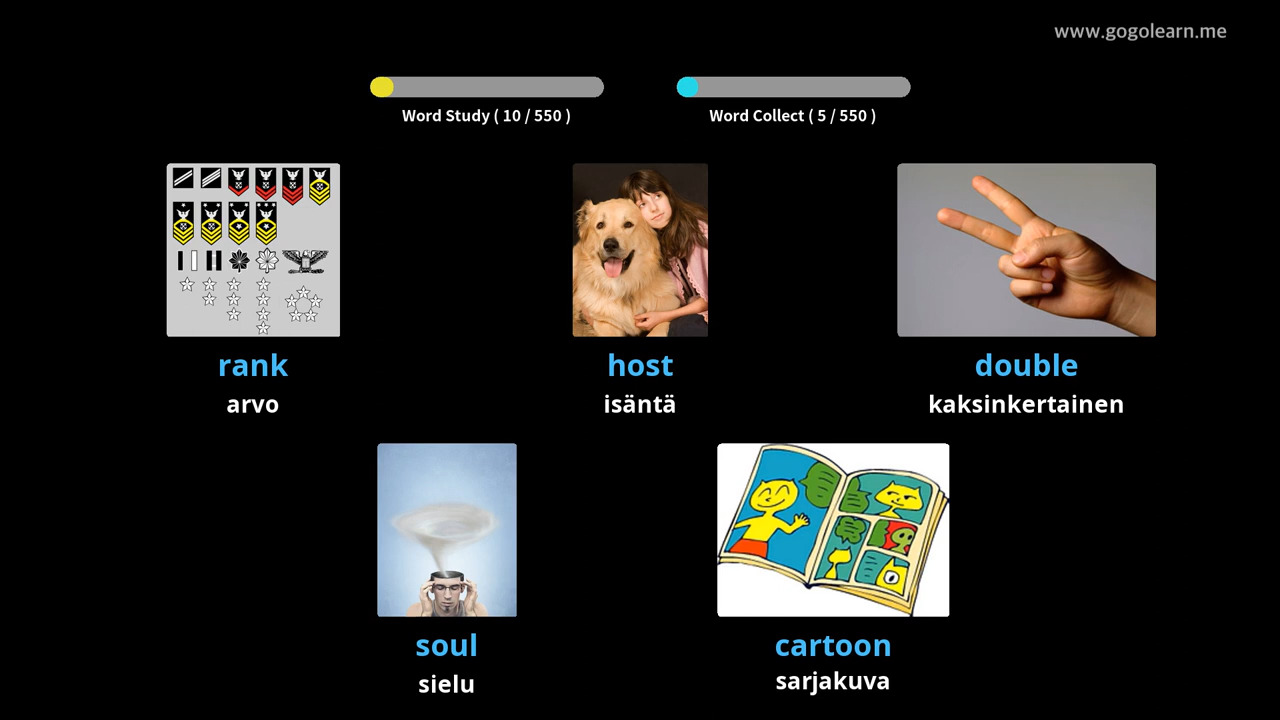 www.gogolearn.me
Word Study ( 10 / 550 )
Word Collect ( 5 / 550 )
rank
arvo
host
isäntä
double
kaksinkertainen
soul
sielu
cartoon
sarjakuva